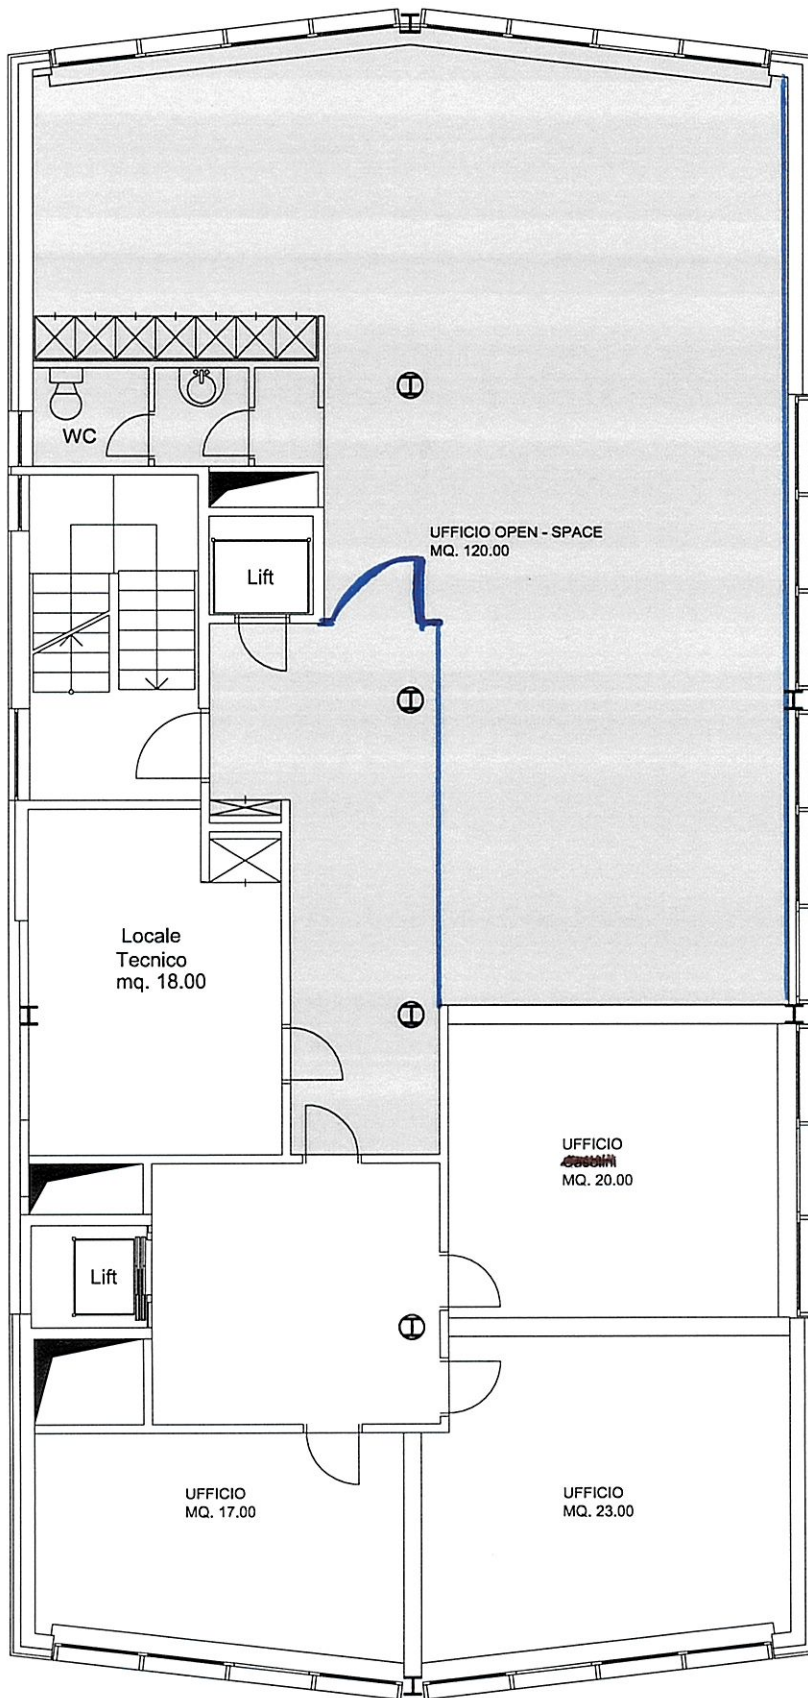 WC
UFFICIO OPEN - SPACE
MQ. 120.00
Lift
Locale
Tecnico
mq. 18.00
UFFICIO
MQ. 20.00
Lift
UFFICIO
MQ. 17.00
UFFICIO
MQ. 23.00